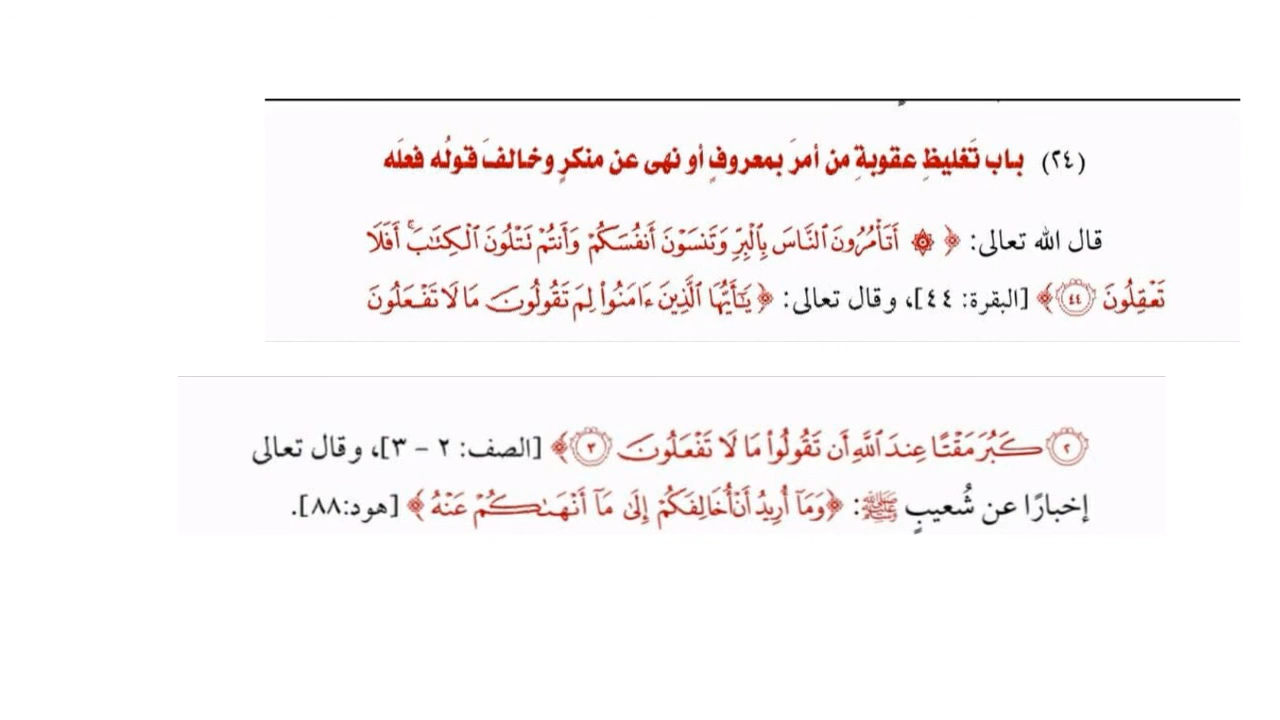 (٢٤) باب تَغليظِ عقوبةِ من أمرَ بمعروفٍ أو نهى عن منكرٍ وخالفَ قولُه فعلَه
قال الله تعالى: ﴿ ۞ أَتَأۡمُرُونَ ٱلنَّاسَ بِٱلۡبِرِّ وَتَنسَوۡنَ أَنفُسَكُمۡ وَأَنتُمۡ تَتۡلُونَ ٱلۡكِتَٰبَۚ أَفَلَا
تَعۡقِلُونَ ٤٤﴾ [البقرة: ٤٤]، وقال تعالى: ﴿يَٰٓأَيُّهَا ٱلَّذِينَ ءَامَنُواْ لِمَ تَقُولُونَ مَا لَا تَفۡعَلُونَ
٢ كَبُرَ مَقۡتًا عِندَ ٱللَّهِ أَن تَقُولُواْ مَا لَا تَفۡعَلُونَ ٣﴾ [الصف: ٢ – ٣]، وقال تعالى
إخبارًا عن شُعيبٍ ﷺ: ﴿وَمَآ أُرِيدُ أَنۡ أُخَالِفَكُمۡ إِلَىٰ مَآ أَنۡهَىٰكُمۡ عَنۡهُ﴾ [هود:٨٨].